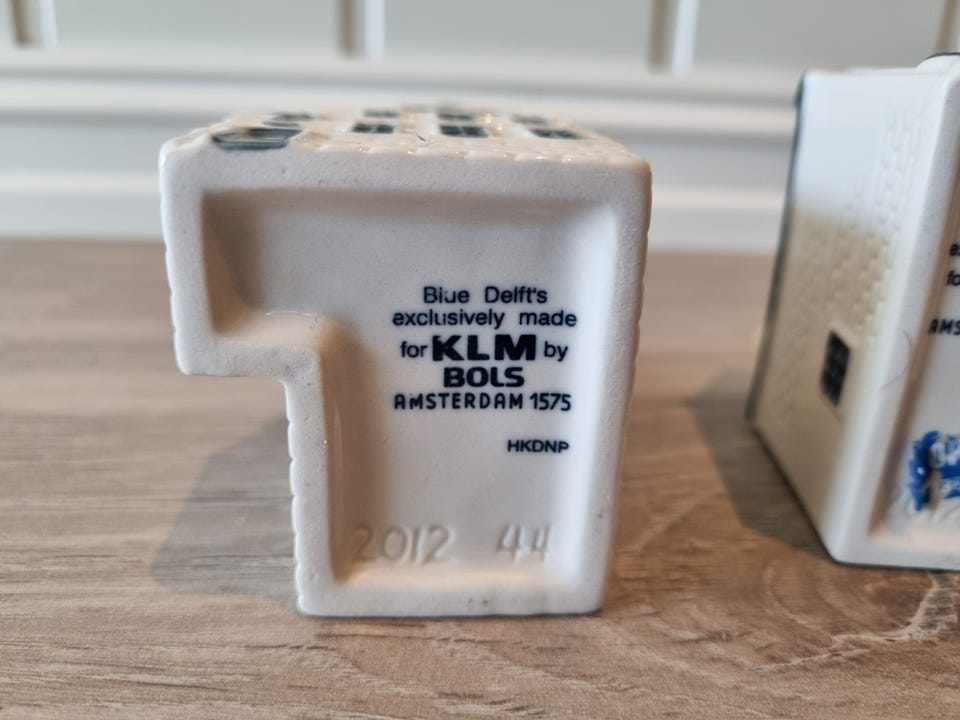 Blue Delft's
exclusively made
for KLM by
BOLS
AMSTERDAM 1575
HKDNP
2012 44